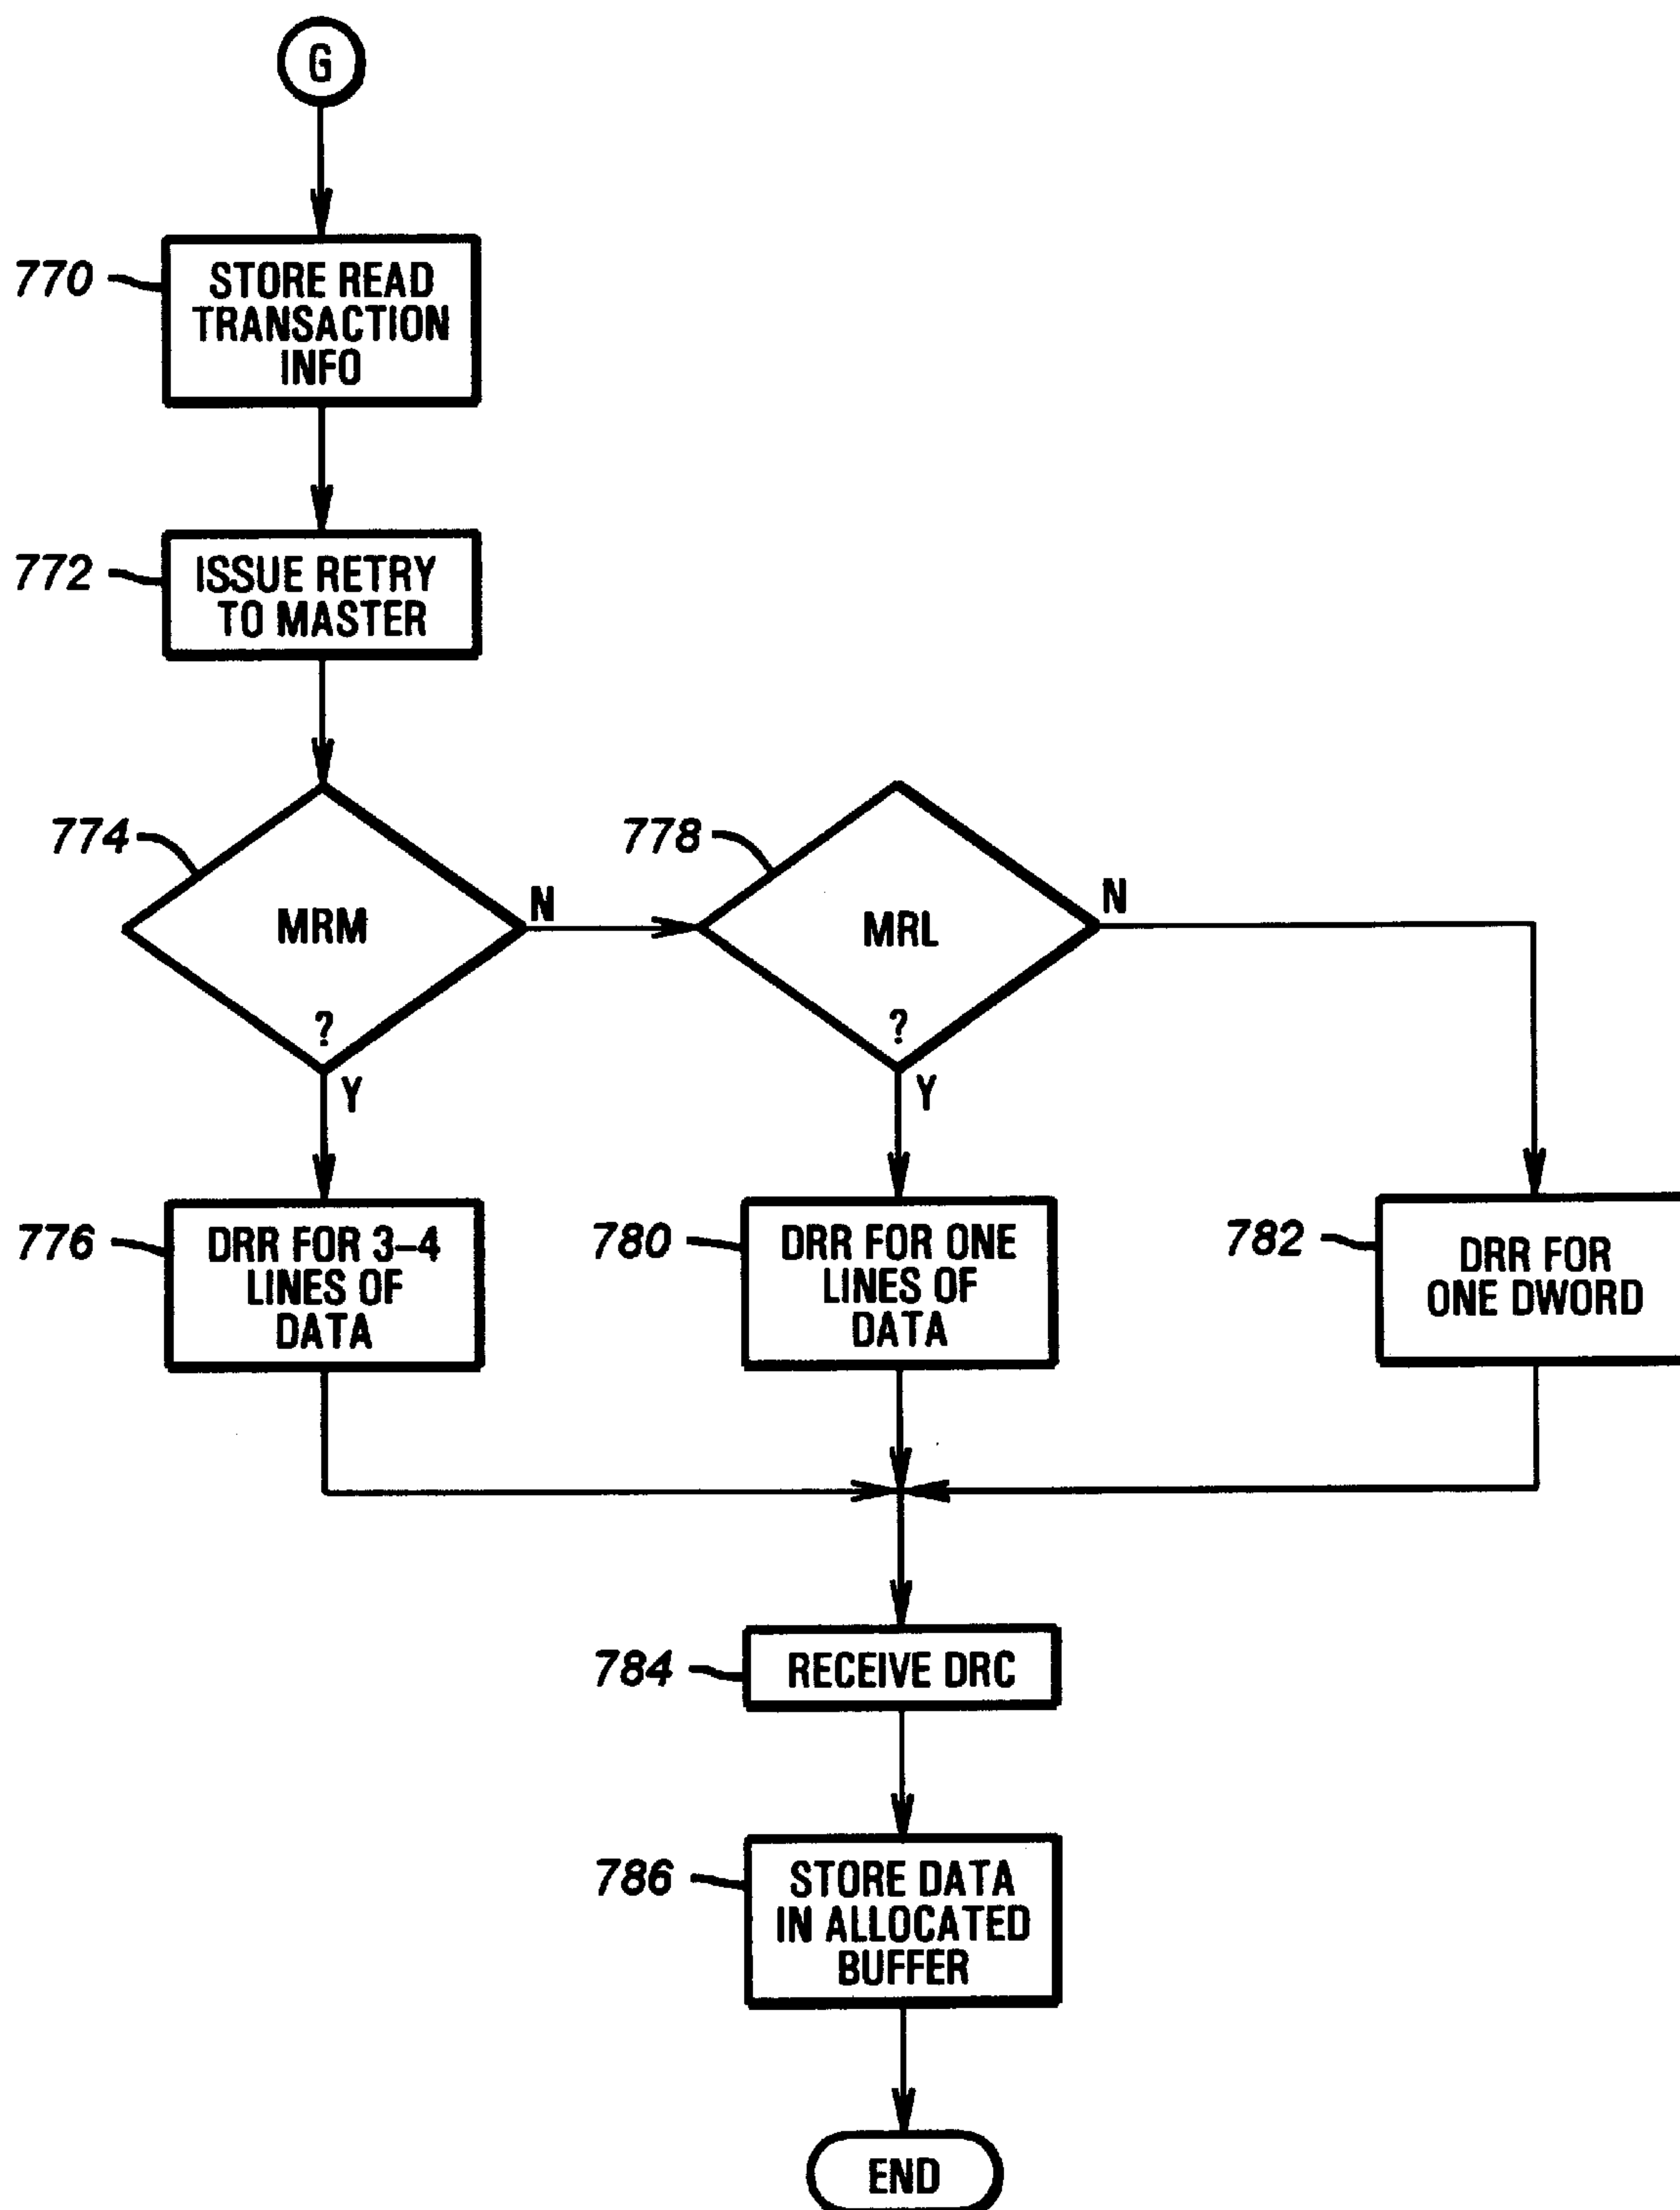 G
770
STORE READ
TRANSACTION
INFO
772
ISSUE RETRY
TO MASTER
774
MRM
?
N
Y
778
MRL
?
N
Y
776
DRR FOR 3-4
LINES OF
DATA
780
DRR FOR ONE
LINES OF
DATA
782
DRR FOR
ONE DWORD
784
RECEIVE DRC
786
STORE DATA
IN ALLOCATED
BUFFER
END